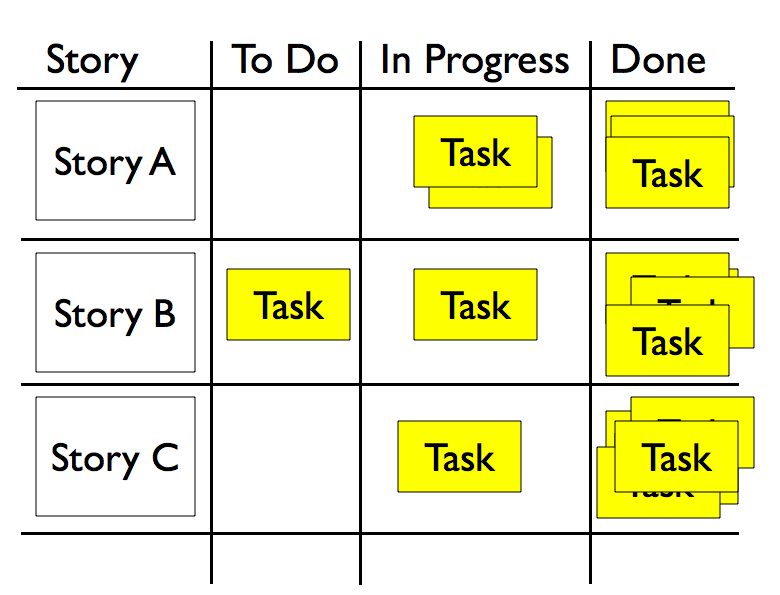 Story To Do In Progress Done
Story A Task Task
Story B Task Task Task
Story C Task Task